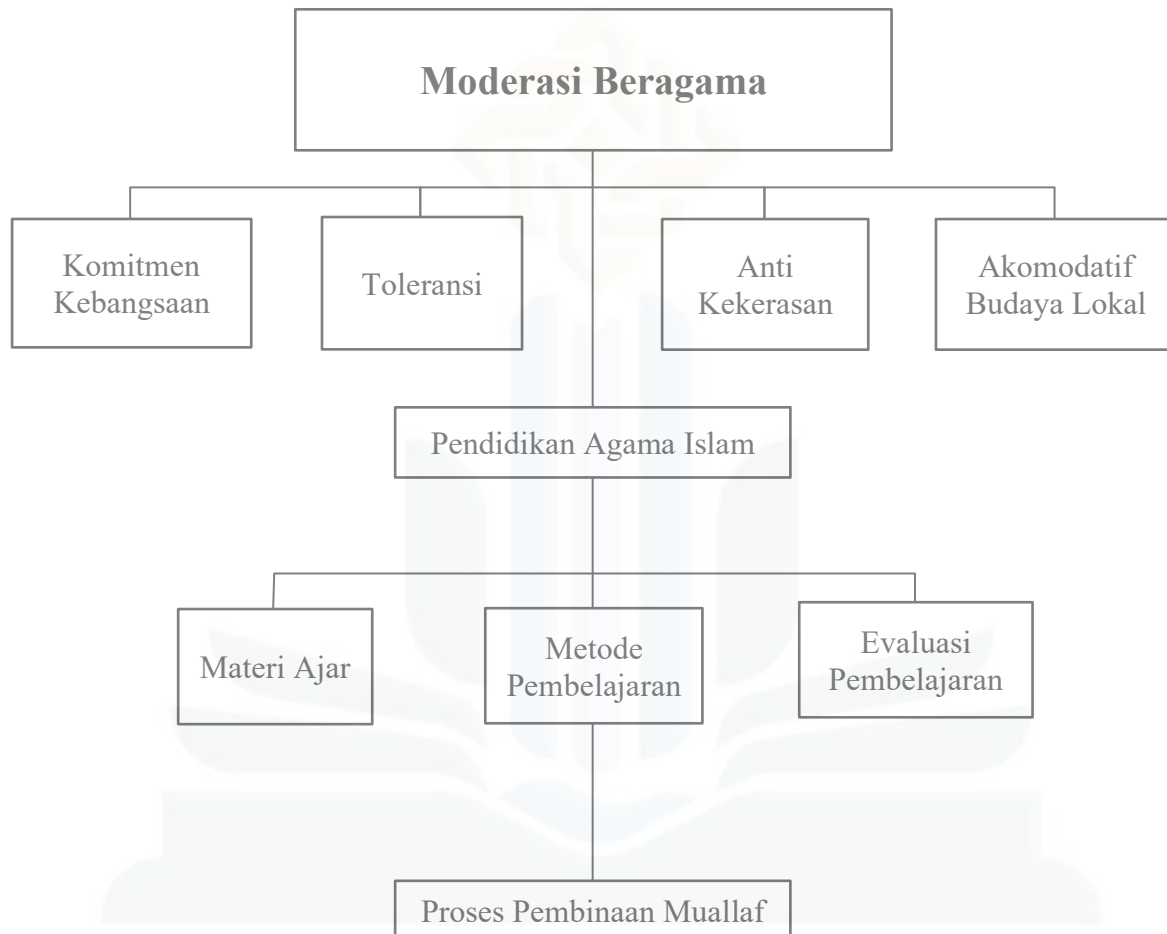 Moderasi Beragama
Komitmen
Kebangsaan
Toleransi
Anti
Kekerasan
Akomodatif
Budaya Lokal
Pendidikan Agama Islam
Materi Ajar
Metode
Pembelajaran
Evaluasi
Pembelajaran
Proses Pembinaan Muallaf